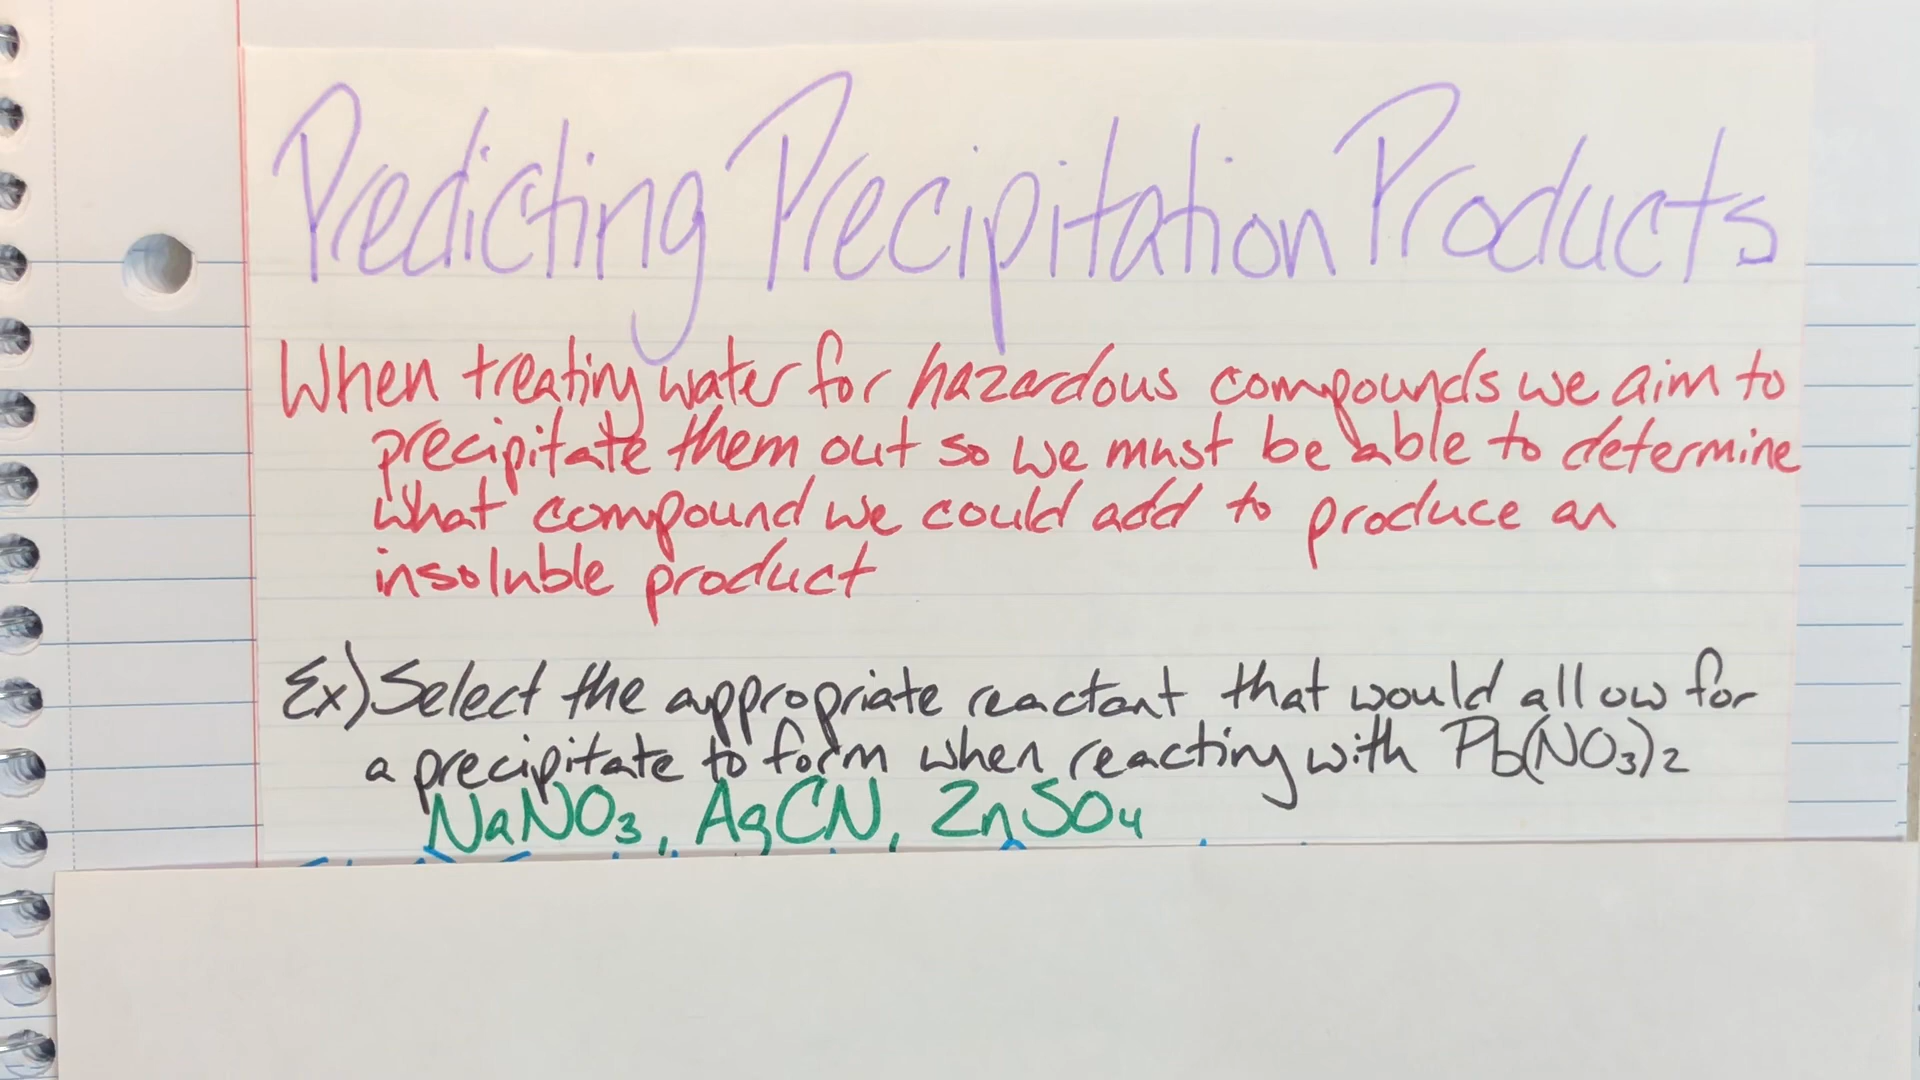 Predicting Precipitation Products
When treating water for hazardous compounds we aim to
precipitate them out so we must be able to determine
what compound we could add to produce an
insoluble product
Ex) Select the appropriate reactant that would allow for
a precipitate to form when reacting with Pb(NO₃)₂
NaNO₃, AgCN, ZnSO₄